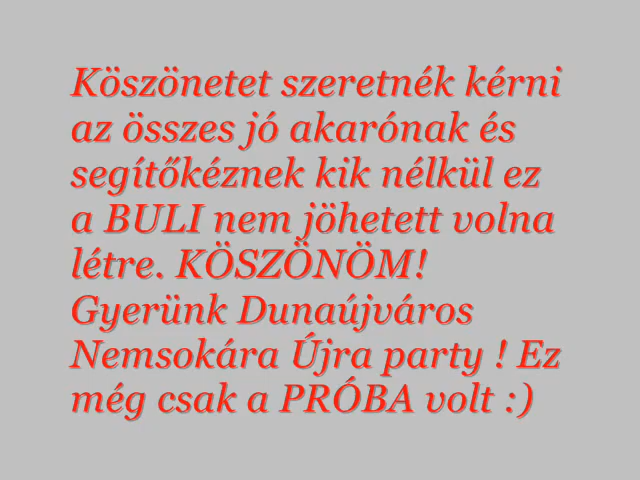 Köszönetet szeretnék kérni
az összes jó akarónak és
segítőkéznek kik nélkül ez
a BULI nem jöhetett volna
létre. KÖSZÖNÖM!
Gyerünk Dunaújváros
Nemsokára Újra party ! Ez
még csak a PRÓBA volt :)